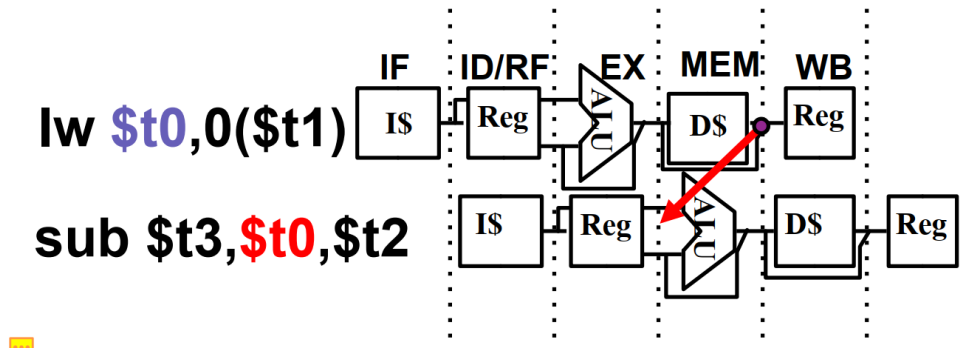 IF ID/RF EX MEM WB
lw $t0,0($t1) I$ Reg ALU D$ Reg
sub $t3,$t0,$t2 I$ Reg ALU D$ Reg